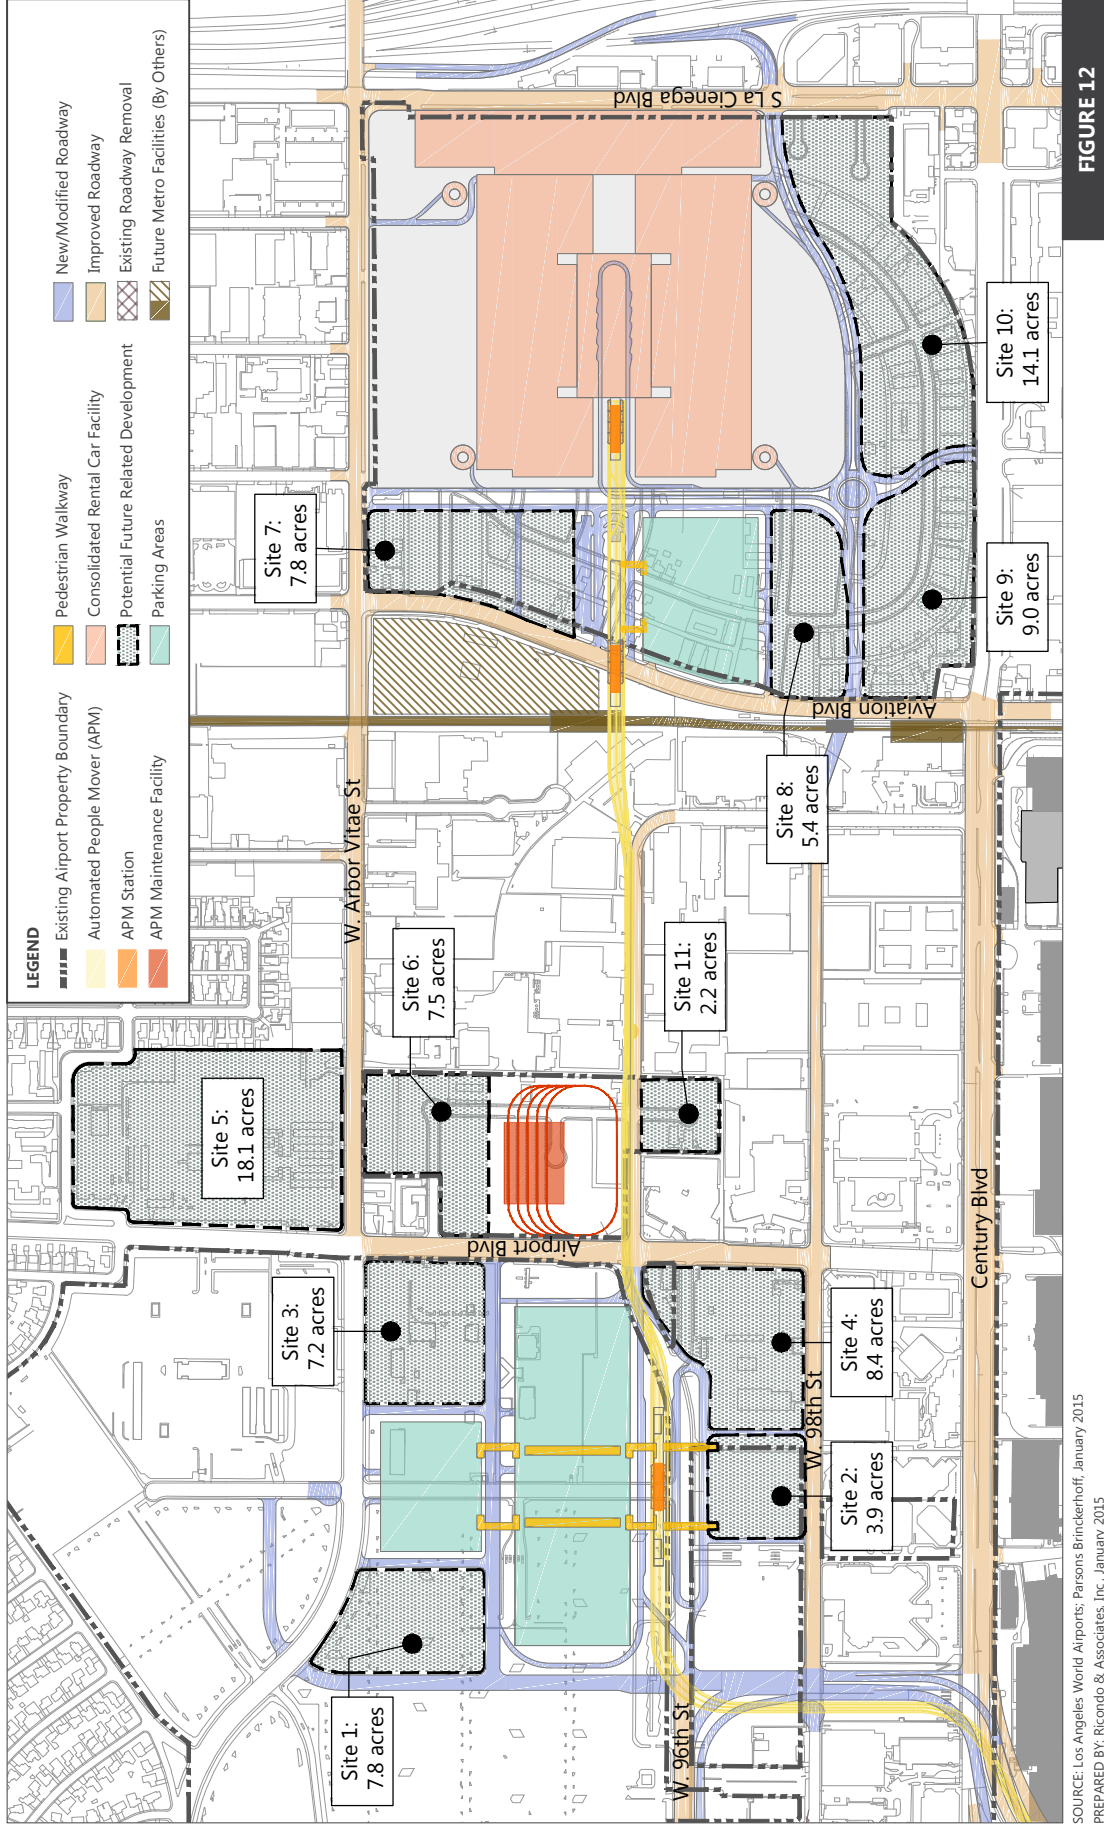 LEGEND
Existing Airport Property Boundary
Automated People Mover (APM)
APM Station
APM Maintenance Facility
Pedestrian Walkway
Consolidated Rental Car Facility
Potential Future Related Development
Parking Areas
New/Modified Roadway
Improved Roadway
Existing Roadway Removal
Future Metro Facilities (By Others)
Site 5:
18.1 acres
W. Arbor Vitae St
Site 7:
7.8 acres
S La Cienega Blvd
Site 3:
7.2 acres
Site 6:
7.5 acres
Airport Blvd
Site 1:
7.8 acres
Site 11:
2.2 acres
Site 8:
5.4 acres
Aviation Blvd
Site 9:
9.0 acres
Site 10:
14.1 acres
W. 96th St
Site 2:
3.9 acres
W. 98th St
Site 4:
8.4 acres
Century Blvd
SOURCE: Los Angeles World Airports; Parsons Brinckerhoff, January 2015
PREPARED BY: Ricondo & Associates, Inc., January 2015
FIGURE 12